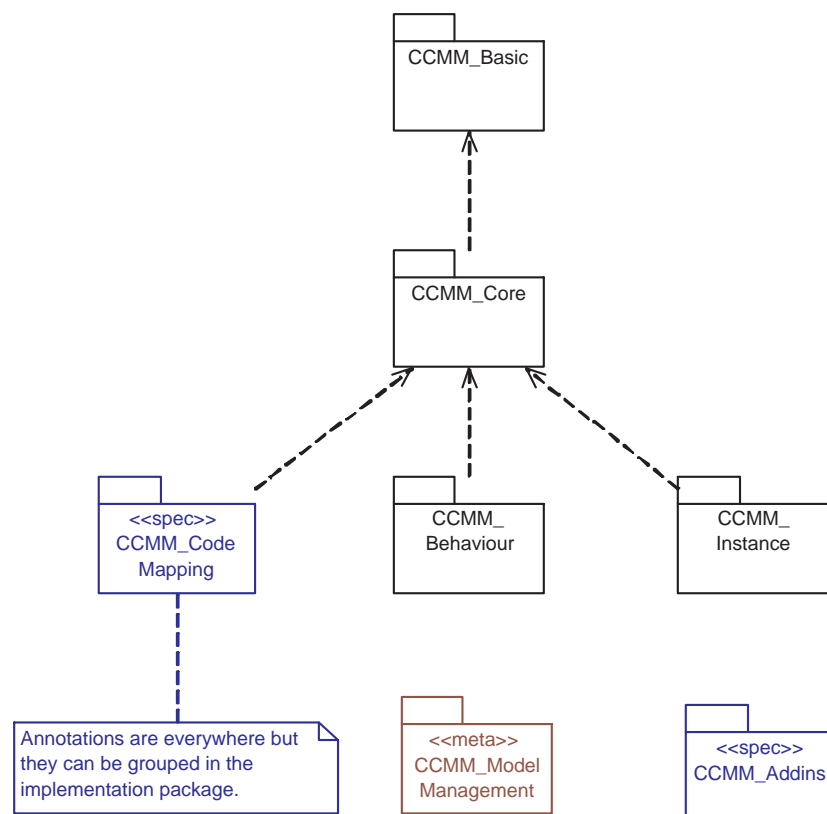 CCMM_Basic
CCMM_Core
<<spec>>
CCMM_Code
Mapping
CCMM_
Behaviour
CCMM_
Instance
Annotations are everywhere but
they can be grouped in the
implementation package.
<<meta>>
CCMM_Model
Management
<<spec>>
CCMM_Addins